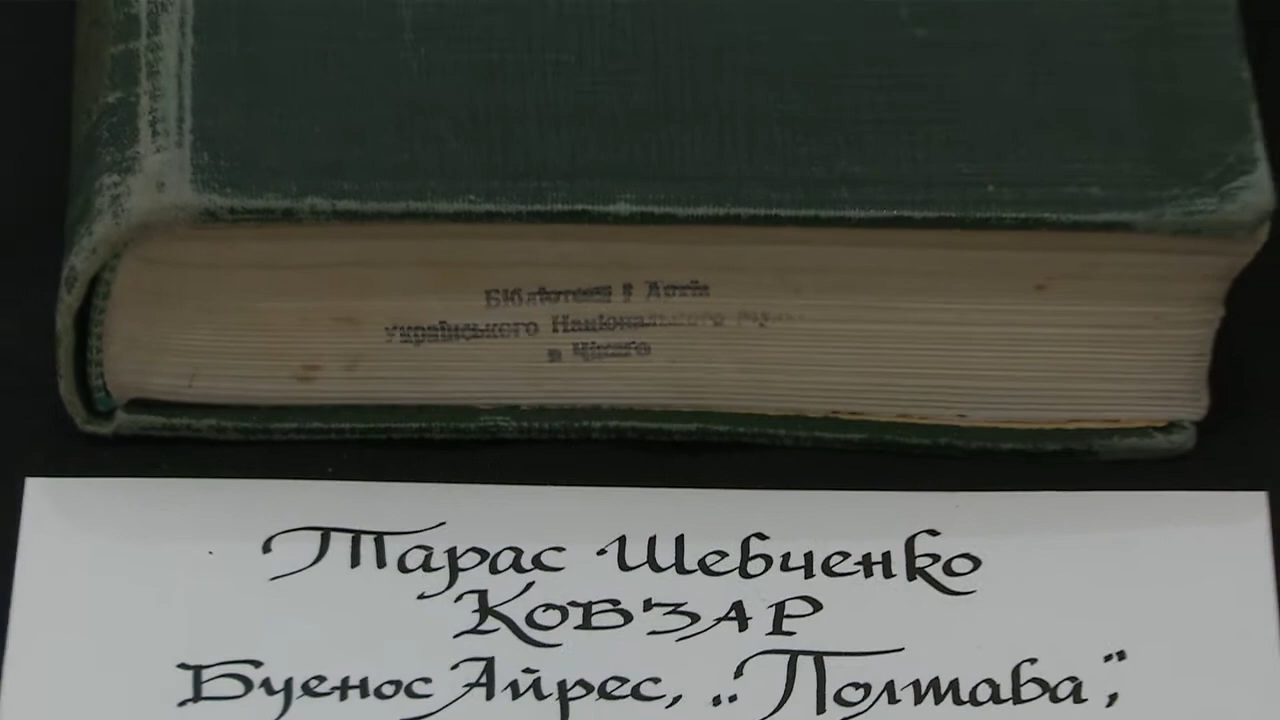 Бібліотека і Архів
Українського Національного
в Чікаго
Тарас Шевченко
КОБЗАР
Буенос Айрес, „Полтава",